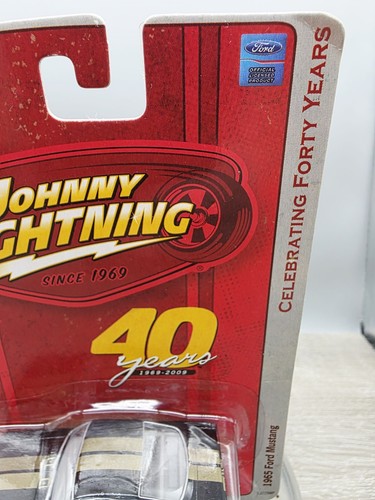 Ford
OFFICIAL
LICENSED
PRODUCT
CELEBRATING FORTY YEARS
JOHNNY
LIGHTNING
SINCE 1969
40
years
1969-2009
1965 Ford Mustang